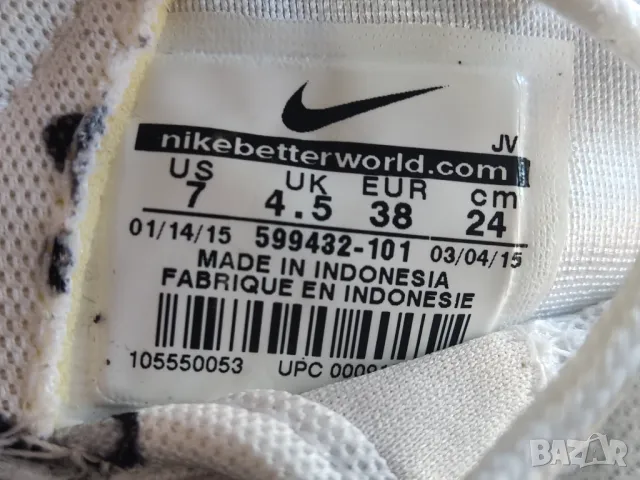 JV
nikebetterworld.com
US UK EUR cm
7 4.5 38 24
01/14/15 599432-101 03/04/15
MADE IN INDONESIA
FABRIQUE EN INDONESIE
105550053 UPC
BAZAR